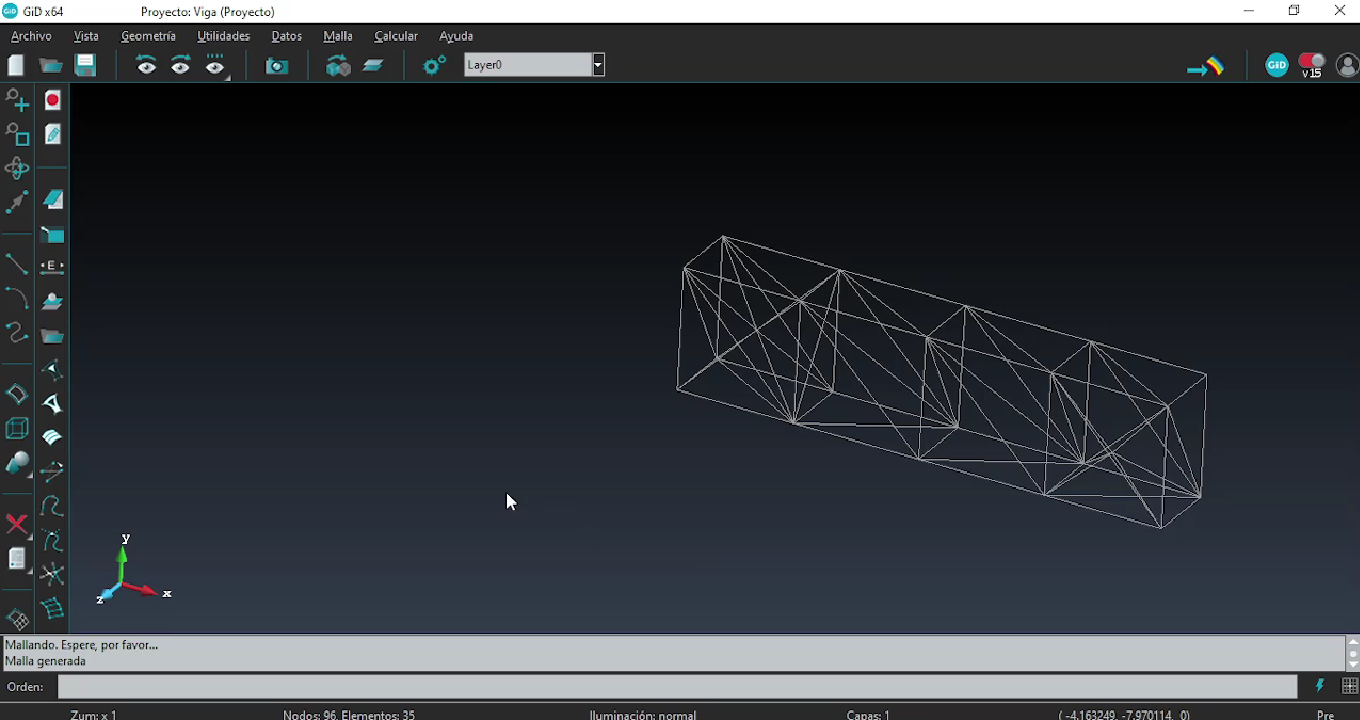 GiD x64 Proyecto: Viga (Proyecto)
Archivo Vista Geometría Utilidades Datos Malla Calcular Ayuda
Layer0
GiD
v15
E
y
x
z
Mallando. Espere, por favor...
Malla generada
Orden:
Zum: x 1 Nodos: 96, Elementos: 35 Iluminación: normal Capas: 1 (-4.163249, -7.970114, 0) Pre